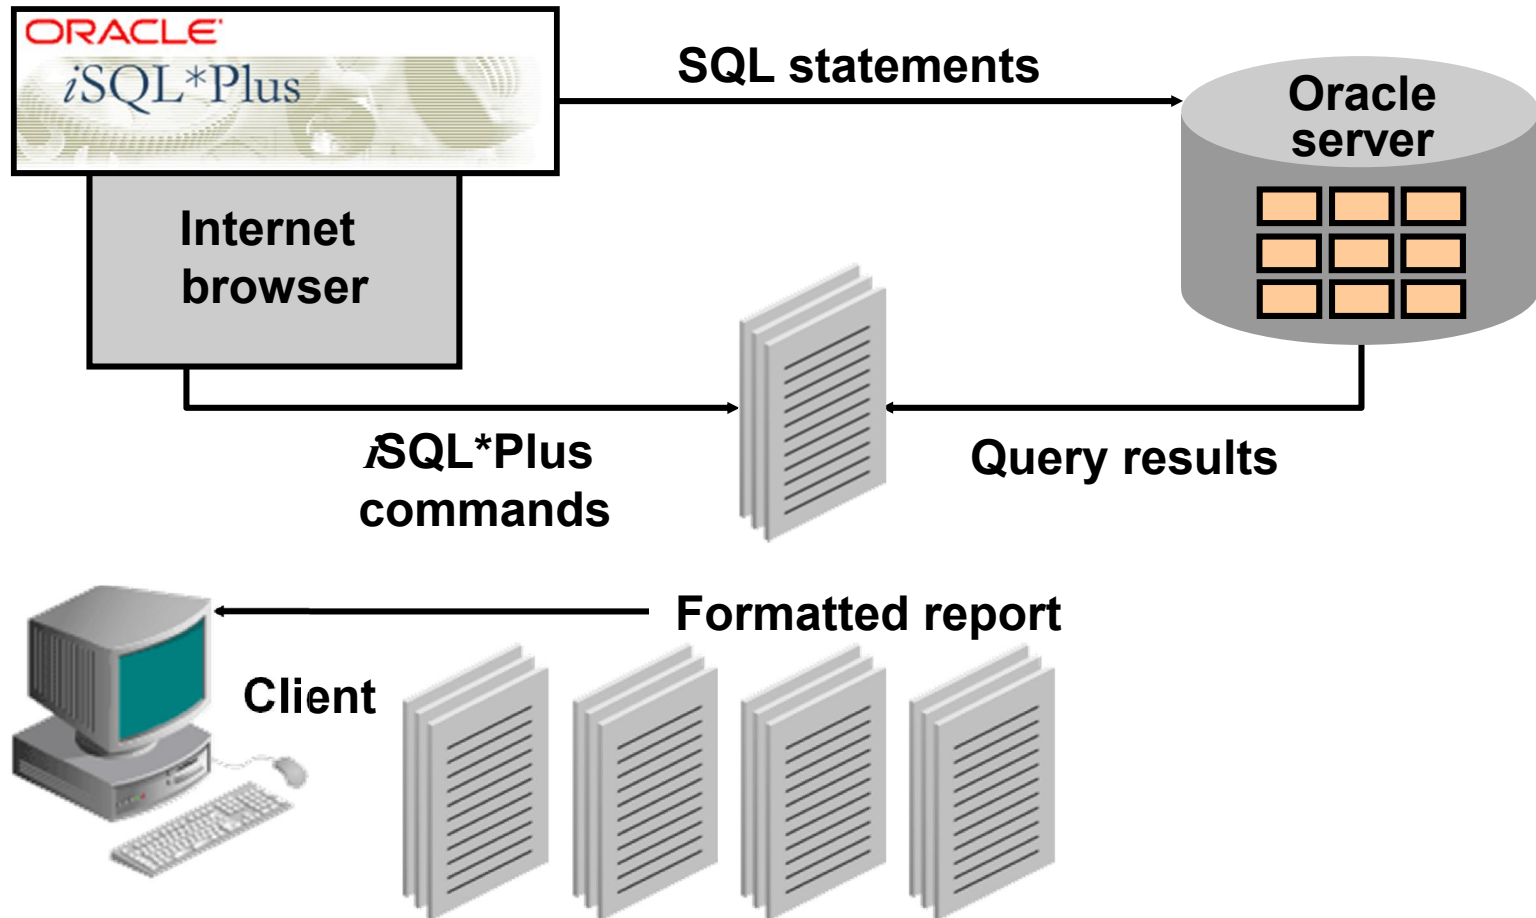 ORACLE'
iSQL*Plus
SQL statements
Oracle
server
Internet
browser
iSQL*Plus
commands
Query results
Formatted report
Client